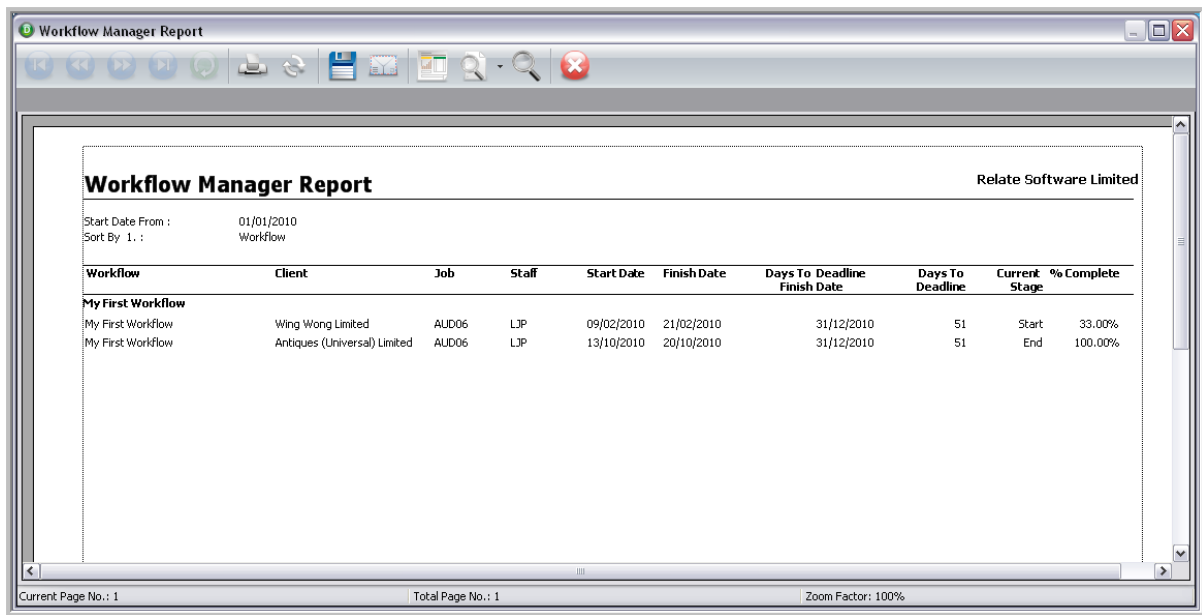 Workflow Manager Report
Workflow Manager Report
Relate Software Limited
Start Date From : 01/01/2010
Sort By 1. : Workflow
Workflow Client Job Staff Start Date Finish Date Days To Deadline Days To Current % Complete
Finish Date Deadline Stage
My First Workflow
My First Workflow Wing Wong Limited AUD06 LJP 09/02/2010 21/02/2010 31/12/2010 51 Start 33.00%
My First Workflow Antiques (Universal) Limited AUD06 LJP 13/10/2010 20/10/2010 31/12/2010 51 End 100.00%
Current Page No.: 1 Total Page No.: 1 Zoom Factor: 100%